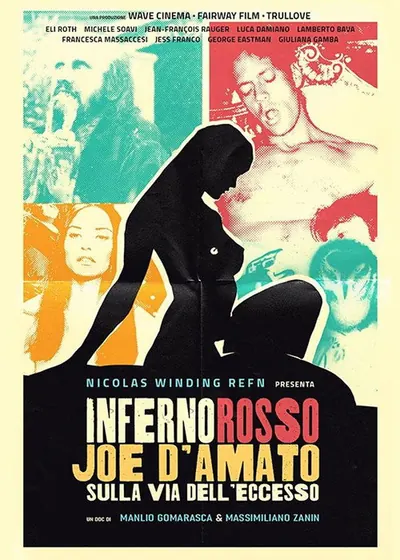 UNA PRODUZIONE WAVE CINEMA • FAIRWAY FILM • TRULLOVE
ELI ROTH MICHELE SOAVI JEAN-FRANÇOIS RAUGER LUCA DAMIANO LAMBERTO BAVA
FRANCESCA MASSACCESI JESS FRANCO GEORGE EASTMAN GIULIANA GAMBA
NICOLAS WINDING REFN PRESENTA
INFERNOROSSO
JOE D'AMATO
SULLA VIA DELL'ECCESSO
UN DOC DI MANLIO GOMARASCA & MASSIMILIANO ZANIN